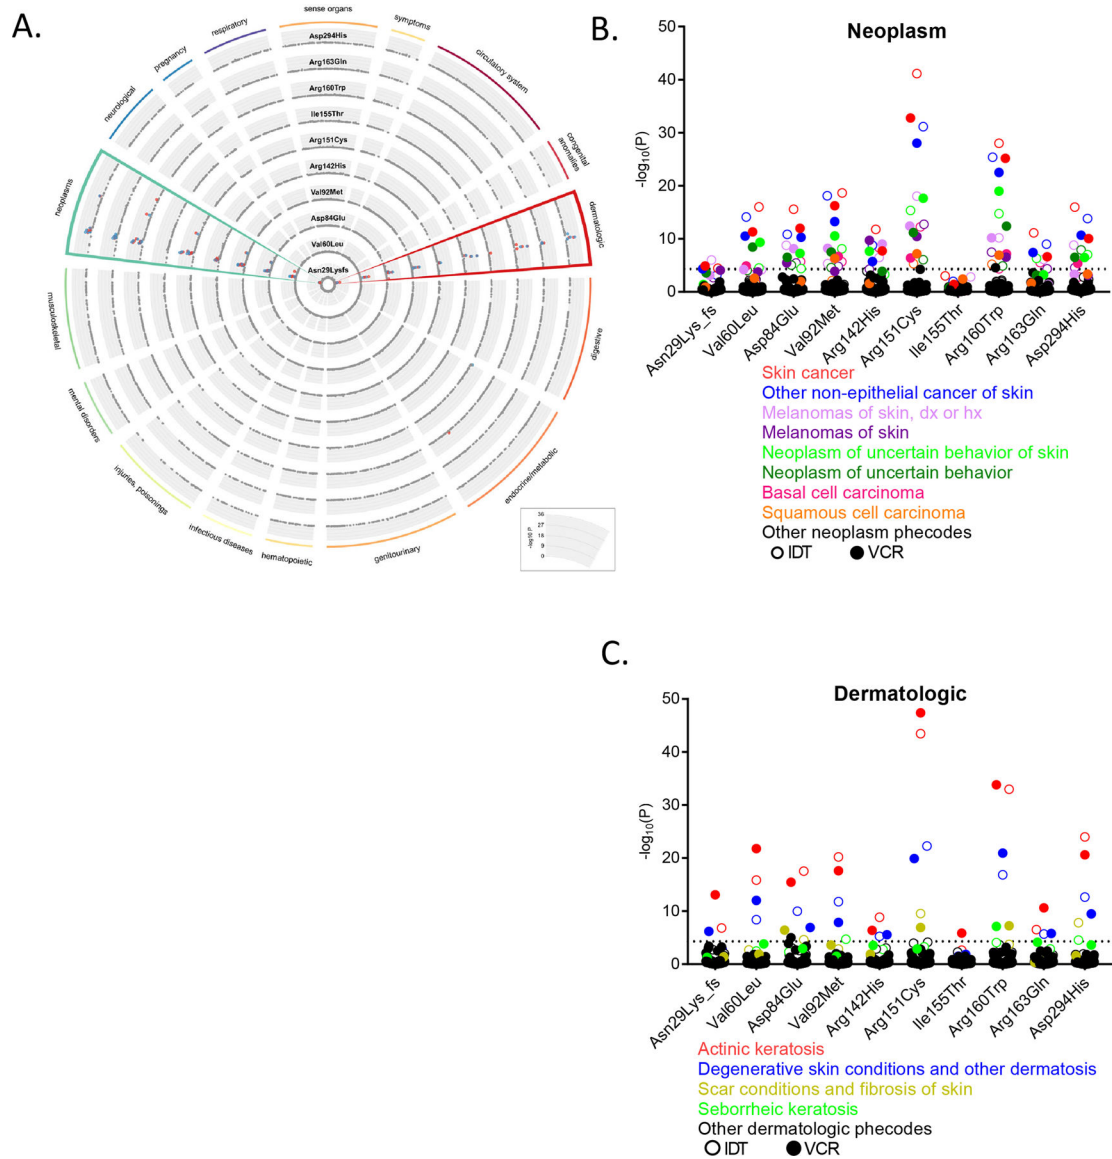 A.
sense organs
symptoms
circulatory system
congenital
anomalies
dermatologic
digestive
endocrine/metabolic
genitourinary
hematopoietic
infectious diseases
injuries, poisonings
mental disorders
musculoskeletal
neoplasms
neurological
pregnancy
respiratory
Asp294His
Arg163Gln
Arg160Trp
Ile155Thr
Arg151Cys
Arg142His
Val92Met
Asp84Glu
Val60Leu
Asn29Lysfs
-log10 P
36
27
18
9
0
B.
Neoplasm
-log10(P)
50
40
30
20
10
0
Asn29Lys_fs
Val60Leu
Asp84Glu
Val92Met
Arg142His
Arg151Cys
Ile155Thr
Arg160Trp
Arg163Gln
Asp294His
Skin cancer
Other non-epithelial cancer of skin
Melanomas of skin, dx or hx
Melanomas of skin
Neoplasm of uncertain behavior of skin
Neoplasm of uncertain behavior
Basal cell carcinoma
Squamous cell carcinoma
Other neoplasm phecodes
IDT VCR
C.
Dermatologic
-log10(P)
50
40
30
20
10
0
Asn29Lys_fs
Val60Leu
Asp84Glu
Val92Met
Arg142His
Arg151Cys
Ile155Thr
Arg160Trp
Arg163Gln
Asp294His
Actinic keratosis
Degenerative skin conditions and other dermatosis
Scar conditions and fibrosis of skin
Seborrheic keratosis
Other dermatologic phecodes
IDT VCR